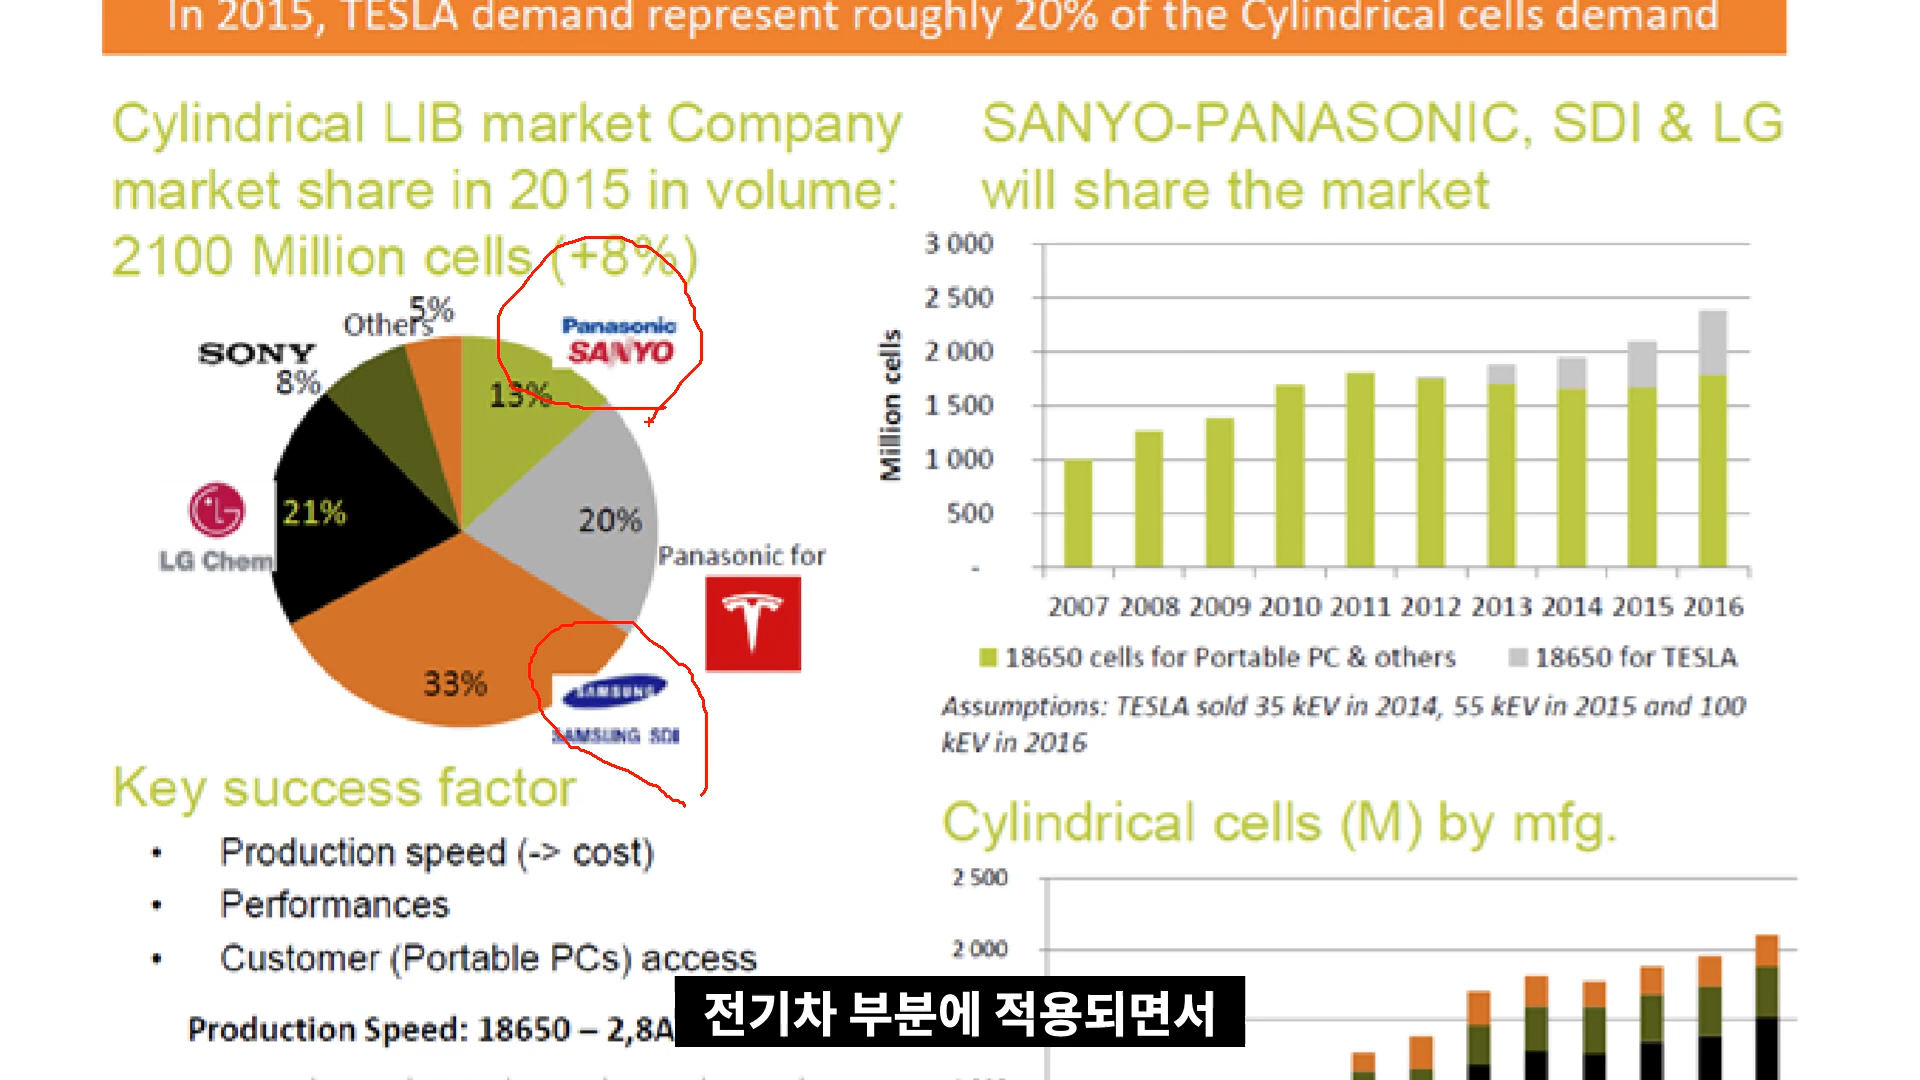 In 2015, TESLA demand represent roughly 20% of the Cylindrical cells demand
Cylindrical LIB market Company
market share in 2015 in volume:
2100 Million cells (+8%)
5%
Others
SONY
8%
Panasonic
SANYO
13%
21%
LG Chem
20%
Panasonic for
33%
SAMSUNG
SAMSUNG SDI
Key success factor
• Production speed (-> cost)
• Performances
• Customer (Portable PCs) access
Production Speed: 18650 – 2,8A
SANYO-PANASONIC, SDI & LG
will share the market
Million cells
3 000
2 500
2 000
1 500
1 000
500
-
2007 2008 2009 2010 2011 2012 2013 2014 2015 2016
18650 cells for Portable PC & others 18650 for TESLA
Assumptions: TESLA sold 35 kEV in 2014, 55 kEV in 2015 and 100
kEV in 2016
Cylindrical cells (M) by mfg.
2 500
2 000
전기차 부분에 적용되면서